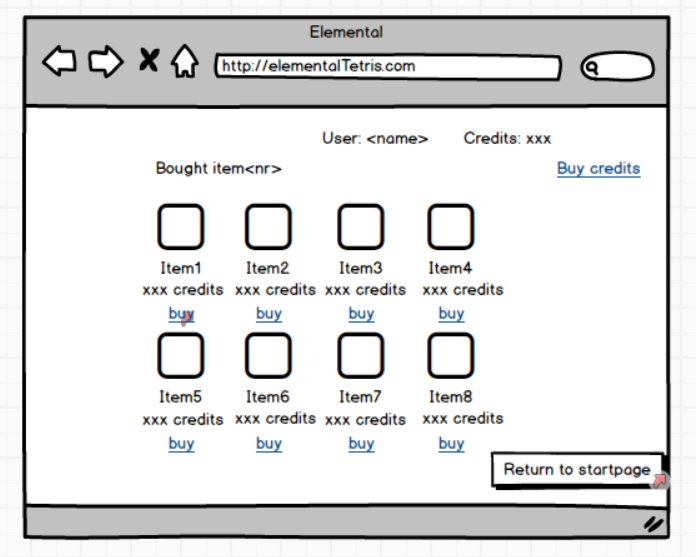 Elemental
http://elementalTetris.com
User: <name> Credits: xxx
Bought item<nr> Buy credits
Item1 Item2 Item3 Item4
xxx credits xxx credits xxx credits xxx credits
buy buy buy buy
Item5 Item6 Item7 Item8
xxx credits xxx credits xxx credits xxx credits
buy buy buy buy
Return to startpage